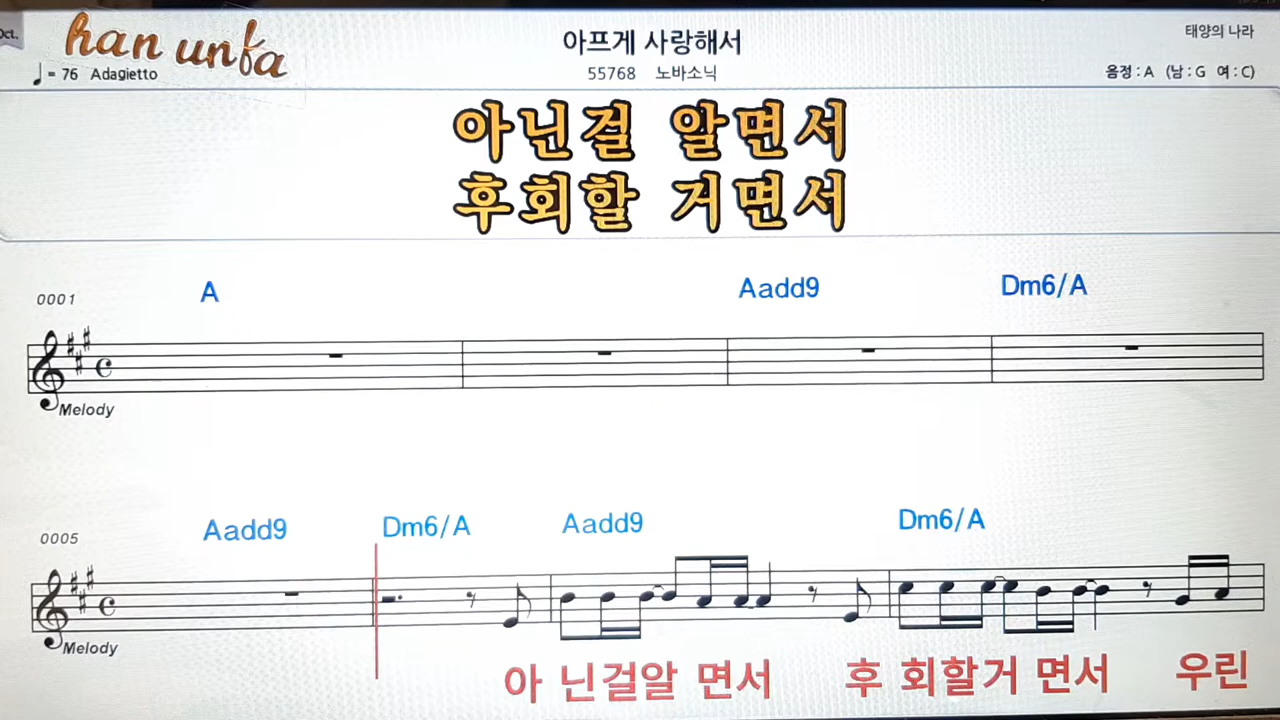 Oct.
han unfa
= 76 Adagietto
아프게 사랑해서
55768 노바소닉
태양의 나라
음정 : A (남 : G 여 : C)
아닌걸 알면서
후회할 거면서
0001
A Aadd9 Dm6/A
Melody
0005
Aadd9 Dm6/A Aadd9 Dm6/A
Melody
아 닌걸알 면서 후 회할거 면서 우린